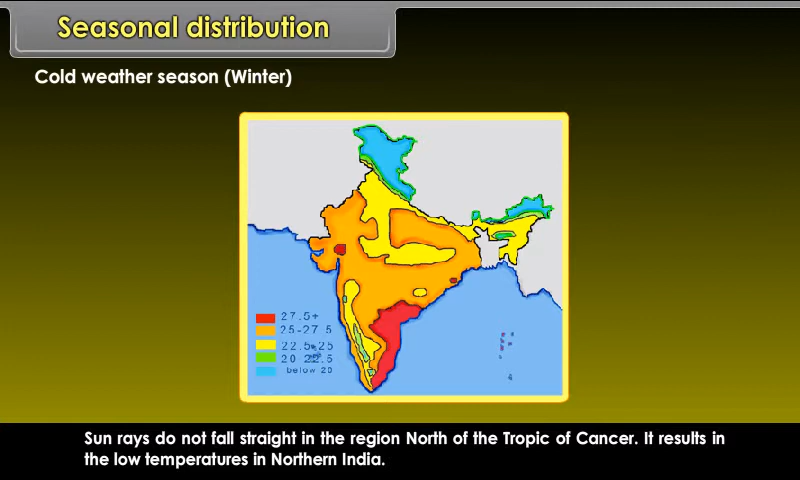 Seasonal distribution
Cold weather season (Winter)
27.5+
25-27.5
22.5-25
20-22.5
below 20
Sun rays do not fall straight in the region North of the Tropic of Cancer. It results in
the low temperatures in Northern India.